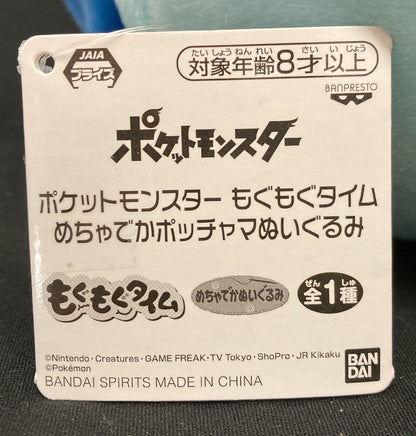 JAIA
プライズ
たいしょうねんれい さい いじょう
対象年齢8才以上
BANPRESTO
ポケットモンスター
ポケットモンスター もぐもぐタイム
めちゃでかポッチャマぬいぐるみ
もぐもぐタイム
めちゃでかぬいぐるみ
ぜん しゅ
全1種
©Nintendo・Creatures・GAME FREAK・TV Tokyo・ShoPro・JR Kikaku
©Pokémon
BANDAI SPIRITS MADE IN CHINA
BAN
DAI